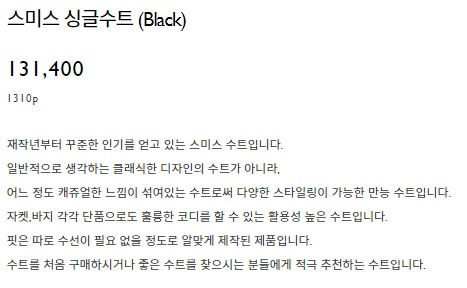 스미스 싱글수트 (Black)
131,400
1310p
재작년부터 꾸준한 인기를 얻고 있는 스미스 수트입니다.
일반적으로 생각하는 클래식한 디자인의 수트가 아니라,
어느 정도 캐쥬얼한 느낌이 섞여있는 수트로써 다양한 스타일링이 가능한 만능 수트입니다.
자켓,바지 각각 단품으로도 훌륭한 코디를 할 수 있는 활용성 높은 수트입니다.
핏은 따로 수선이 필요 없을 정도로 알맞게 제작된 제품입니다.
수트를 처음 구매하시거나 좋은 수트를 찾으시는 분들에게 적극 추천하는 수트입니다.